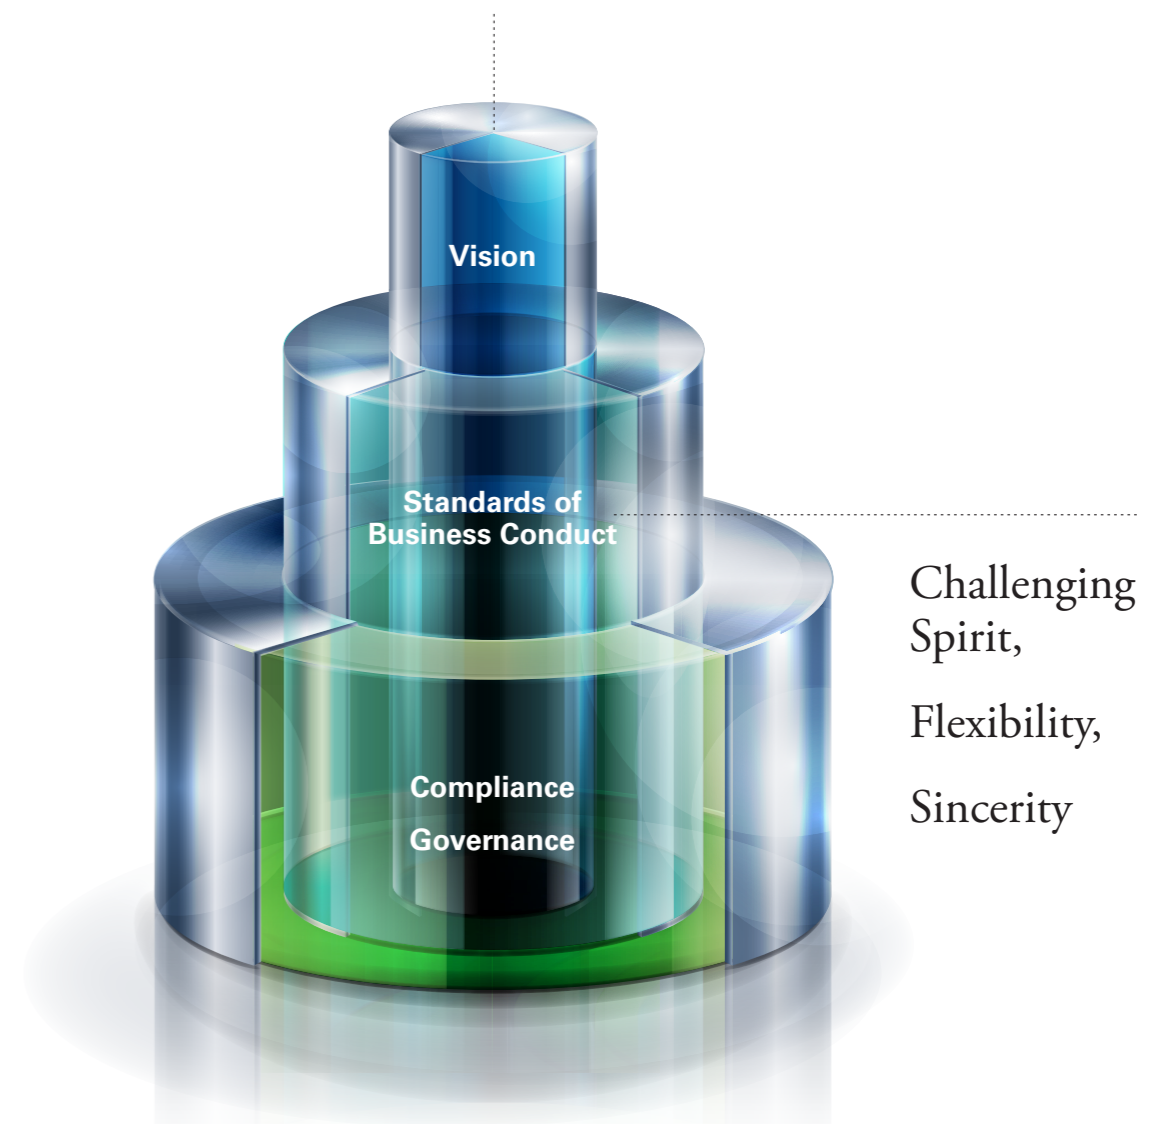 Vision
Standards of
Business Conduct
Challenging
Spirit,
Flexibility,
Sincerity
Compliance
Governance